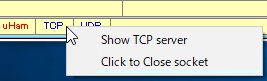 uHam TCP UDP
Show TCP server
Click to Close socket